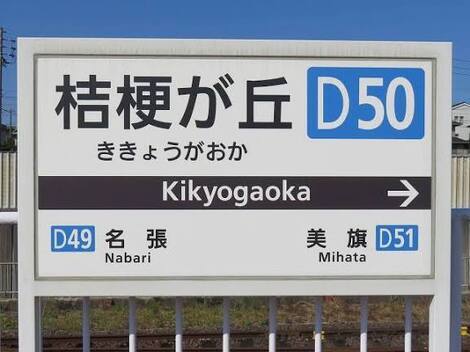 桔梗が丘 D50
ききょうがおか
Kikyogaoka →
D49 名張 美旗 D51
Nabari Mihata